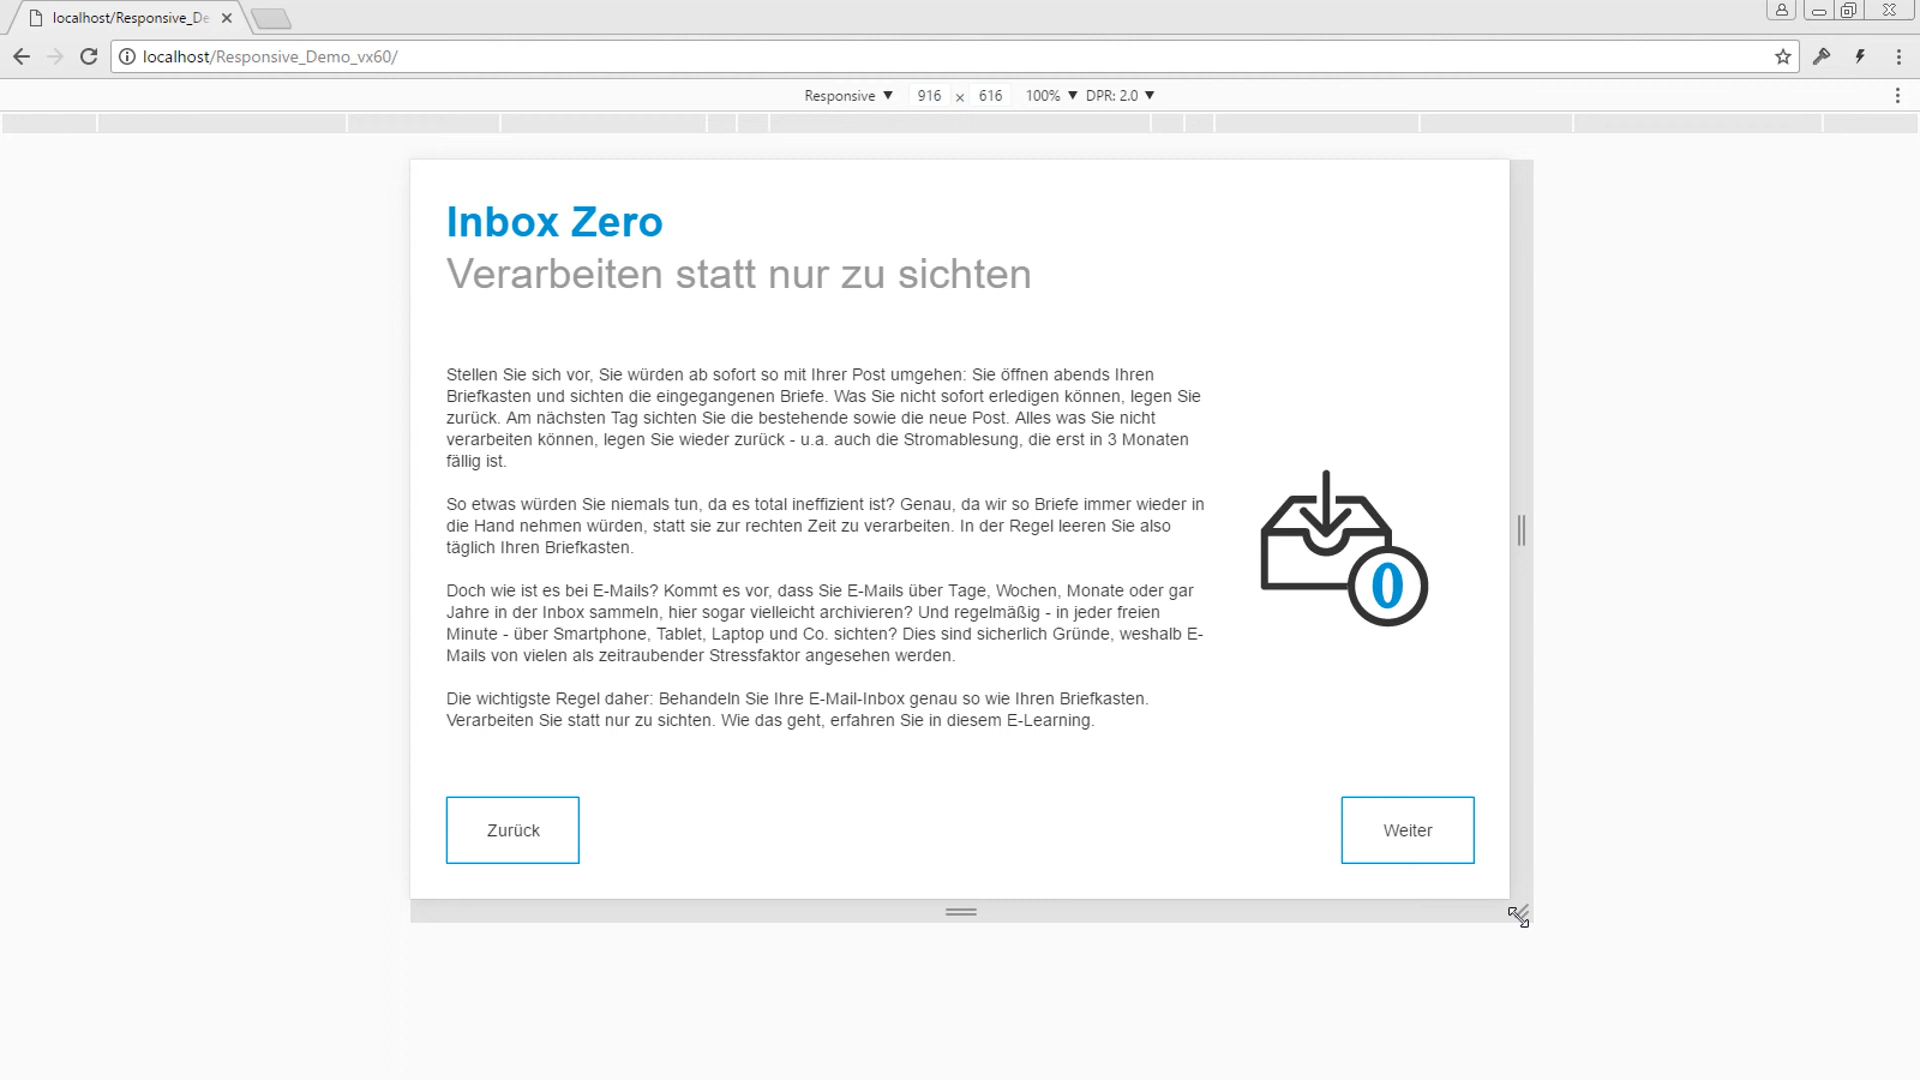 localhost/Responsive_De
localhost/Responsive_Demo_vx60/
Responsive ▼ 916 x 616 100% ▼ DPR: 2.0 ▼
Inbox Zero
Verarbeiten statt nur zu sichten
Stellen Sie sich vor, Sie würden ab sofort so mit Ihrer Post umgehen: Sie öffnen abends Ihren
Briefkasten und sichten die eingegangenen Briefe. Was Sie nicht sofort erledigen können, legen Sie
zurück. Am nächsten Tag sichten Sie die bestehende sowie die neue Post. Alles was Sie nicht
verarbeiten können, legen Sie wieder zurück - u.a. auch die Stromablesung, die erst in 3 Monaten
fällig ist.
So etwas würden Sie niemals tun, da es total ineffizient ist? Genau, da wir so Briefe immer wieder in
die Hand nehmen würden, statt sie zur rechten Zeit zu verarbeiten. In der Regel leeren Sie also
täglich Ihren Briefkasten.
Doch wie ist es bei E-Mails? Kommt es vor, dass Sie E-Mails über Tage, Wochen, Monate oder gar
Jahre in der Inbox sammeln, hier sogar vielleicht archivieren? Und regelmäßig - in jeder freien
Minute - über Smartphone, Tablet, Laptop und Co. sichten? Dies sind sicherlich Gründe, weshalb E-
Mails von vielen als zeitraubender Stressfaktor angesehen werden.
Die wichtigste Regel daher: Behandeln Sie Ihre E-Mail-Inbox genau so wie Ihren Briefkasten.
Verarbeiten Sie statt nur zu sichten. Wie das geht, erfahren Sie in diesem E-Learning.
0
Zurück
Weiter